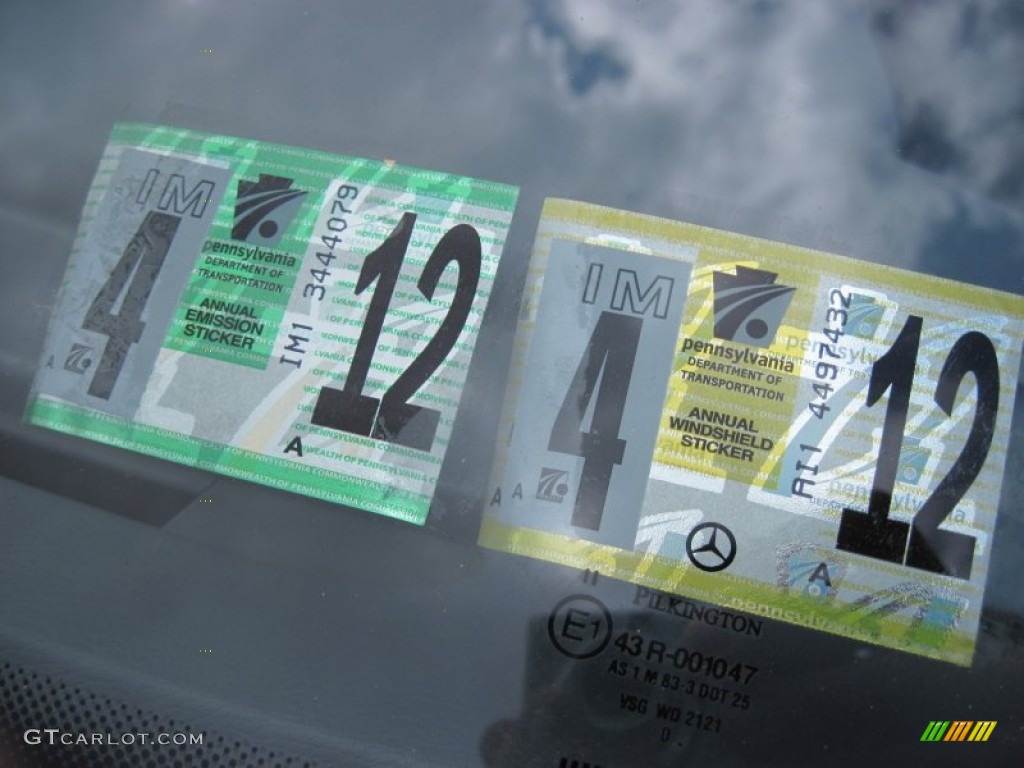 IM
4
pennsylvania
DEPARTMENT OF
TRANSPORTATION
ANNUAL
EMISSION
STICKER
IM1 3444079
12
A
A
IM
4
pennsylvania
DEPARTMENT OF
TRANSPORTATION
ANNUAL
WINDSHIELD
STICKER
AI1 4497432
12
A
A
A
PILKINGTON
E1
43R-001047
AS 1 M 83-3 DOT 25
VSG WD 2121
D
GTCARLOT.COM